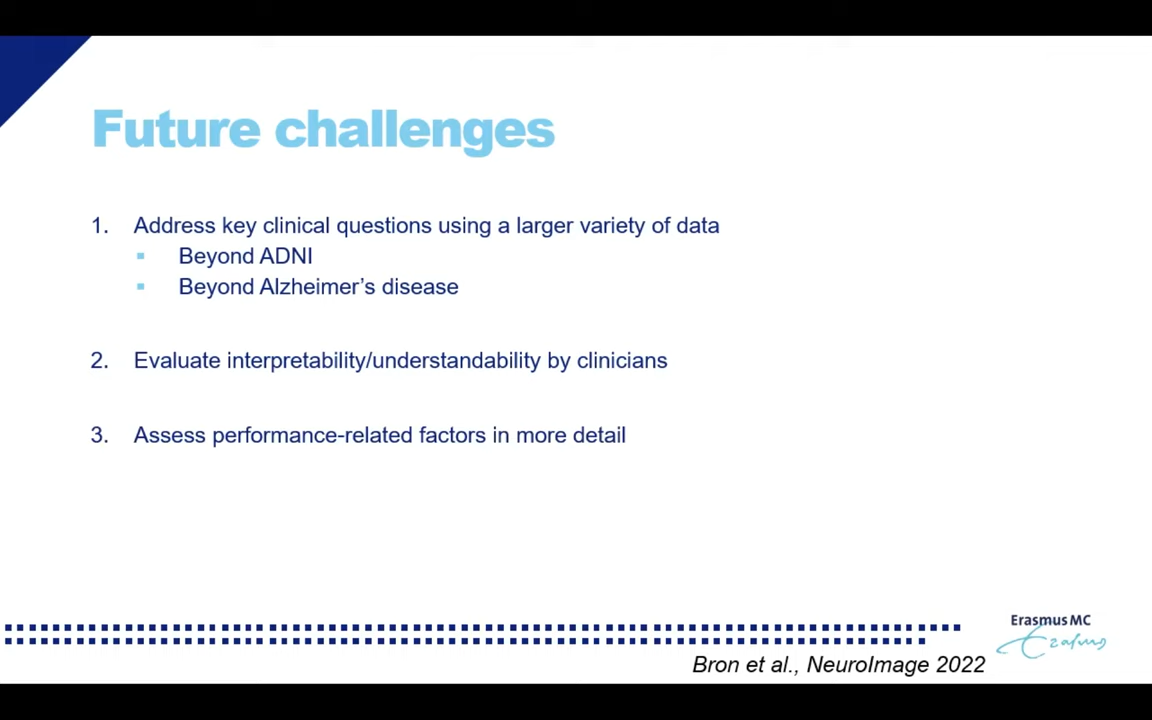 Future challenges
1. Address key clinical questions using a larger variety of data
▪ Beyond ADNI
▪ Beyond Alzheimer’s disease
2. Evaluate interpretability/understandability by clinicians
3. Assess performance-related factors in more detail
Erasmus MC
Erasmus
Bron et al., NeuroImage 2022